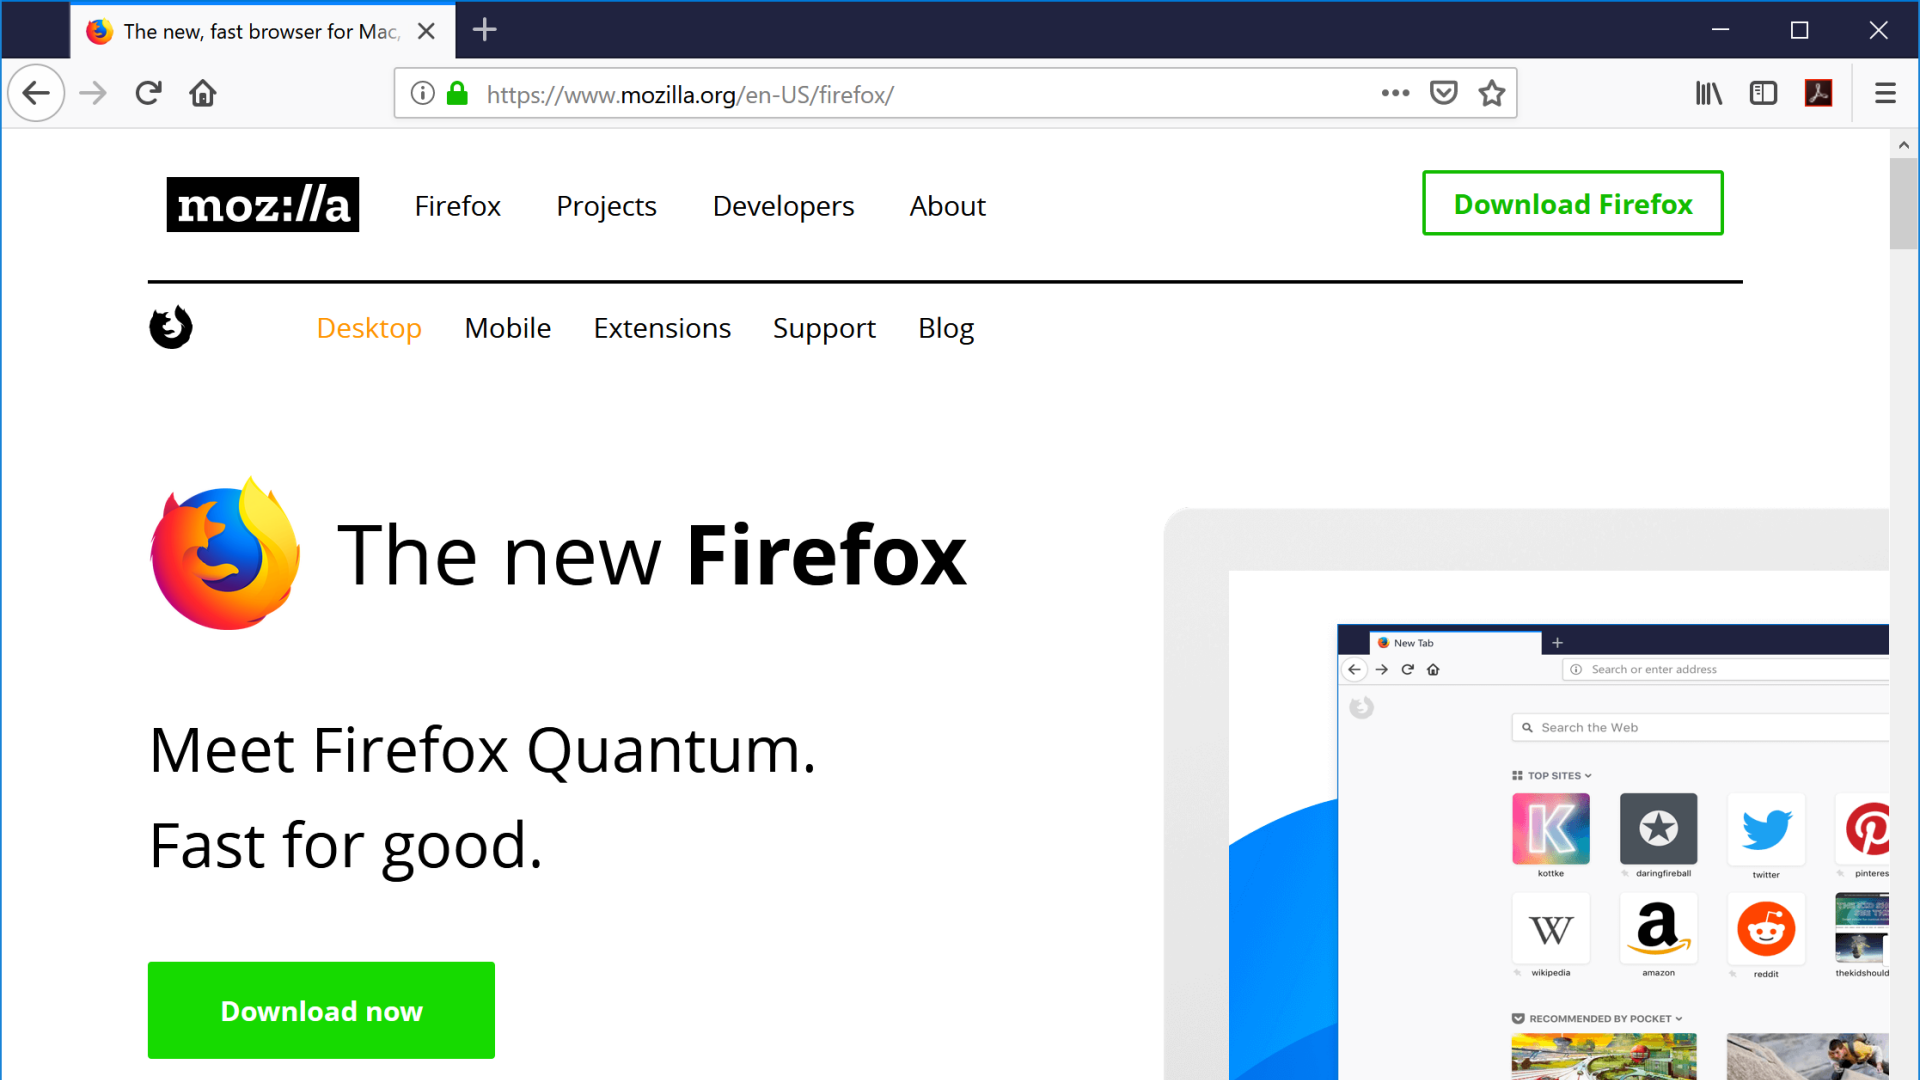 The new, fast browser for Mac,
https://www.mozilla.org/en-US/firefox/
moz://a
Firefox Projects Developers About
Download Firefox
Desktop Mobile Extensions Support Blog
The new Firefox
Meet Firefox Quantum.
Fast for good.
Download now
New Tab
Search or enter address
Search the Web
TOP SITES
K
kottke daringfireball twitter pinteres
W a
wikipedia amazon reddit thekidshould
RECOMMENDED BY POCKET